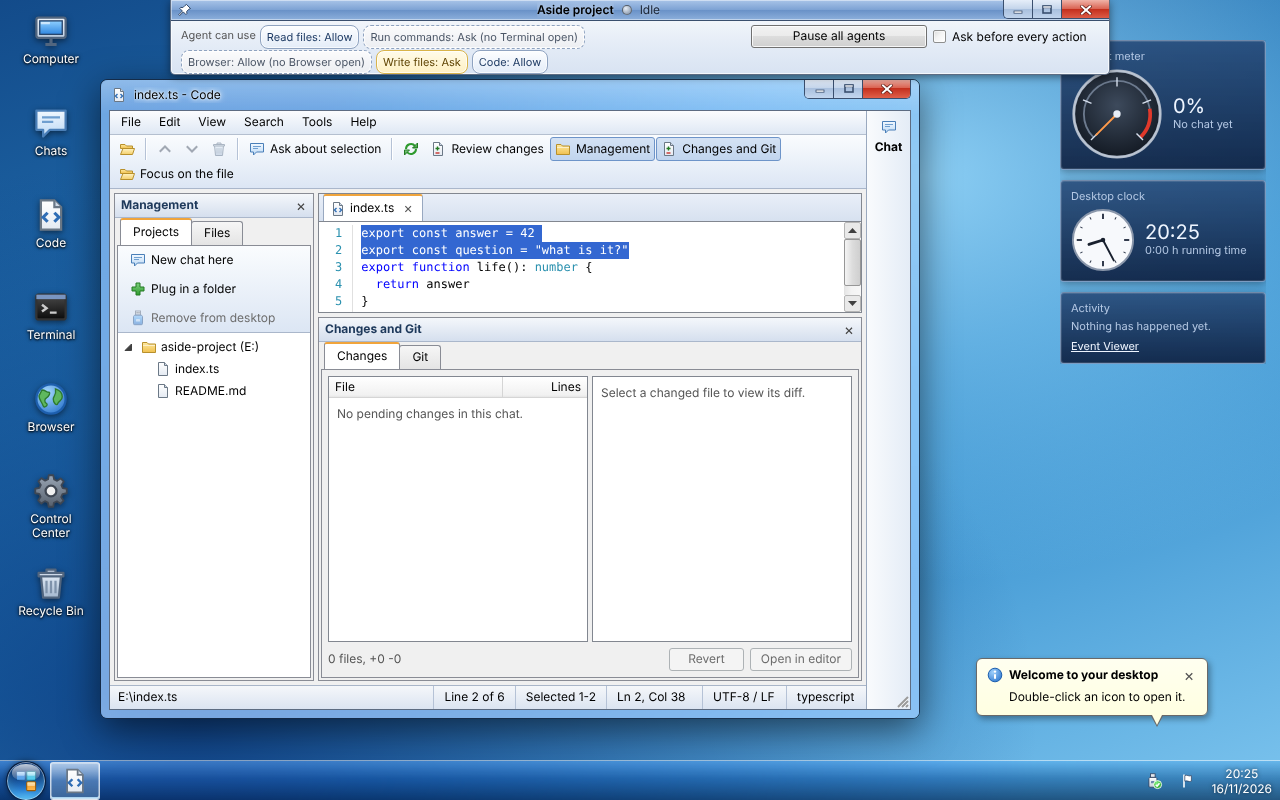 Aside project Idle
Agent can use Read files: Allow Run commands: Ask (no Terminal open) Pause all agents Ask before every action
Browser: Allow (no Browser open) Write files: Ask Code: Allow
Computer
Chats
Code
Terminal
Browser
Control
Center
Recycle Bin
index.ts - Code
File Edit View Search Tools Help
Ask about selection Review changes Management Changes and Git
Focus on the file
Chat
Management
Projects Files
New chat here
Plug in a folder
Remove from desktop
aside-project (E:)
index.ts
README.md
index.ts
1 export const answer = 42
2 export const question = "what is it?"
3 export function life(): number {
4 return answer
5 }
Changes and Git
Changes Git
File Lines
No pending changes in this chat.
Select a changed file to view its diff.
0 files, +0 -0 Revert Open in editor
E:\index.ts Line 2 of 6 Selected 1-2 Ln 2, Col 38 UTF-8 / LF typescript
meter
0%
No chat yet
Desktop clock
20:25
0:00 h running time
Activity
Nothing has happened yet.
Event Viewer
Welcome to your desktop
Double-click an icon to open it.
20:25
16/11/2026